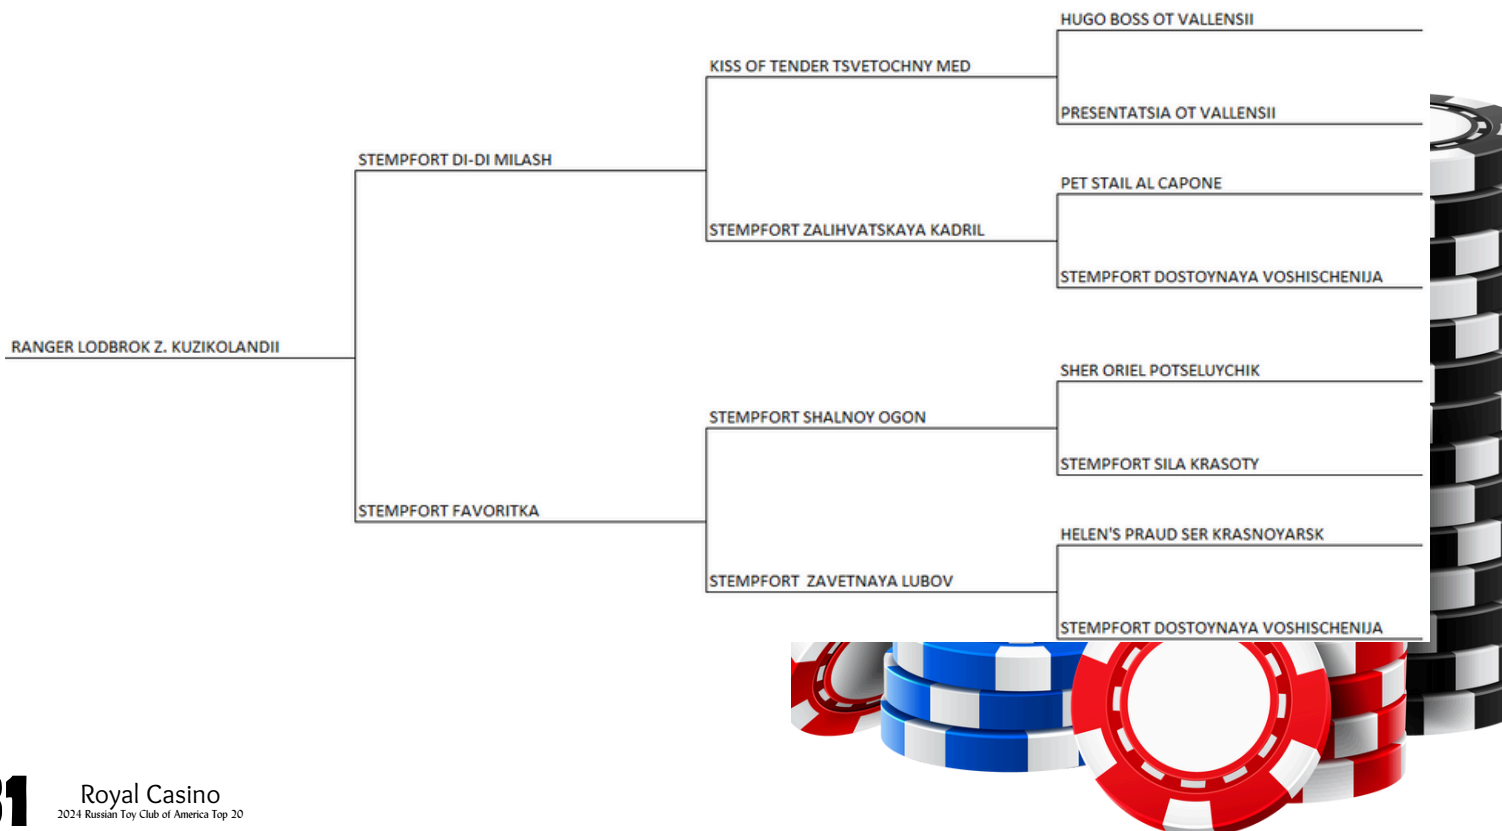 HUGO BOSS OT VALLENSII
KISS OF TENDER TSVETOCHNY MED
PRESENTATSIA OT VALLENSII
STEMPFORT DI-DI MILASH
PET STAIL AL CAPONE
STEMPFORT ZALIHVATSKAYA KADRIL
STEMPFORT DOSTOYNAYA VOSHISCHENIJA
RANGER LODBROK Z. KUZIKOLANDII
SHER ORIEL POTSELUYCHIK
STEMPFORT SHALNOY OGON
STEMPFORT SILA KRASOTY
STEMPFORT FAVORITKA
HELEN'S PRAUD SER KRASNOYARSK
STEMPFORT ZAVETNAYA LUBOV
STEMPFORT DOSTOYNAYA VOSHISCHENIJA
Royal Casino
2024 Russian Toy Club of America Top 20